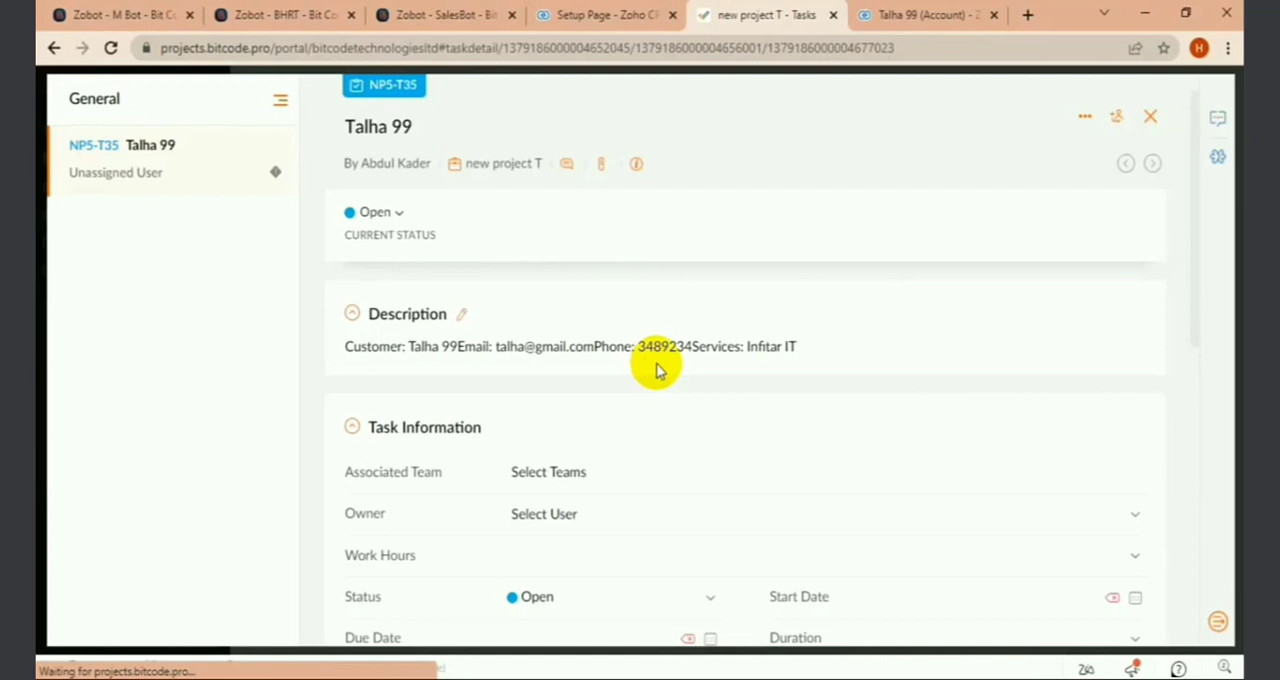 Zobot - M Bot - Bit Co
Zobot - BHRT - Bit Co
Zobot - SalesBot - Bit
Setup Page - Zoho CR
new project T - Tasks
Talha 99 (Account) - Z
projects.bitcode.pro/portal/bitcodetechnologiesltd#taskdetail/1379186000004652045/1379186000004656001/1379186000004677023
H
General
NP5-T35 Talha 99
Unassigned User
NP5-T35
Talha 99
By Abdul Kader
new project T
Open
CURRENT STATUS
Description
Customer: Talha 99Email: talha@gmail.comPhone: 3489234Services: Infitar IT
Task Information
Associated Team Select Teams
Owner Select User
Work Hours
Status Open Start Date
Due Date Duration
Waiting for projects.bitcode.pro...